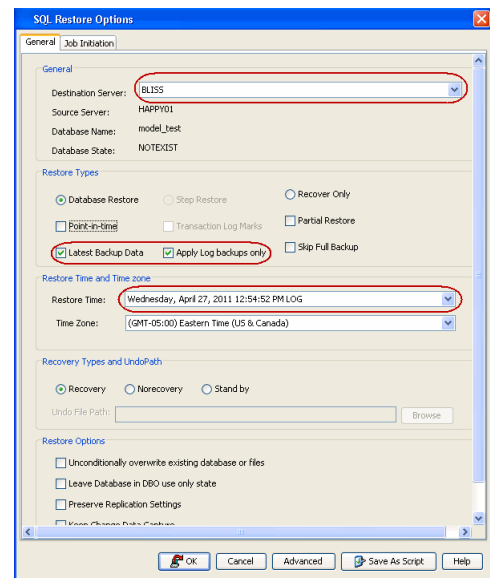 SQL Restore Options
General Job Initiation
General
Destination Server: BLISS
Source Server: HAPPY01
Database Name: model_test
Database State: NOTEXIST
Restore Types
Database Restore Step Restore Recover Only
Point-in-time Transaction Log Marks Partial Restore
Latest Backup Data Apply Log backups only Skip Full Backup
Restore Time and Time zone
Restore Time: Wednesday, April 27, 2011 12:54:52 PM LOG
Time Zone: (GMT-05:00) Eastern Time (US & Canada)
Recovery Types and UndoPath
Recovery Norecovery Stand by
Undo File Path: Browse
Restore Options
Unconditionally overwrite existing database or files
Leave Database in DBO use only state
Preserve Replication Settings
Keep Change Data Capture
OK Cancel Advanced Save As Script Help